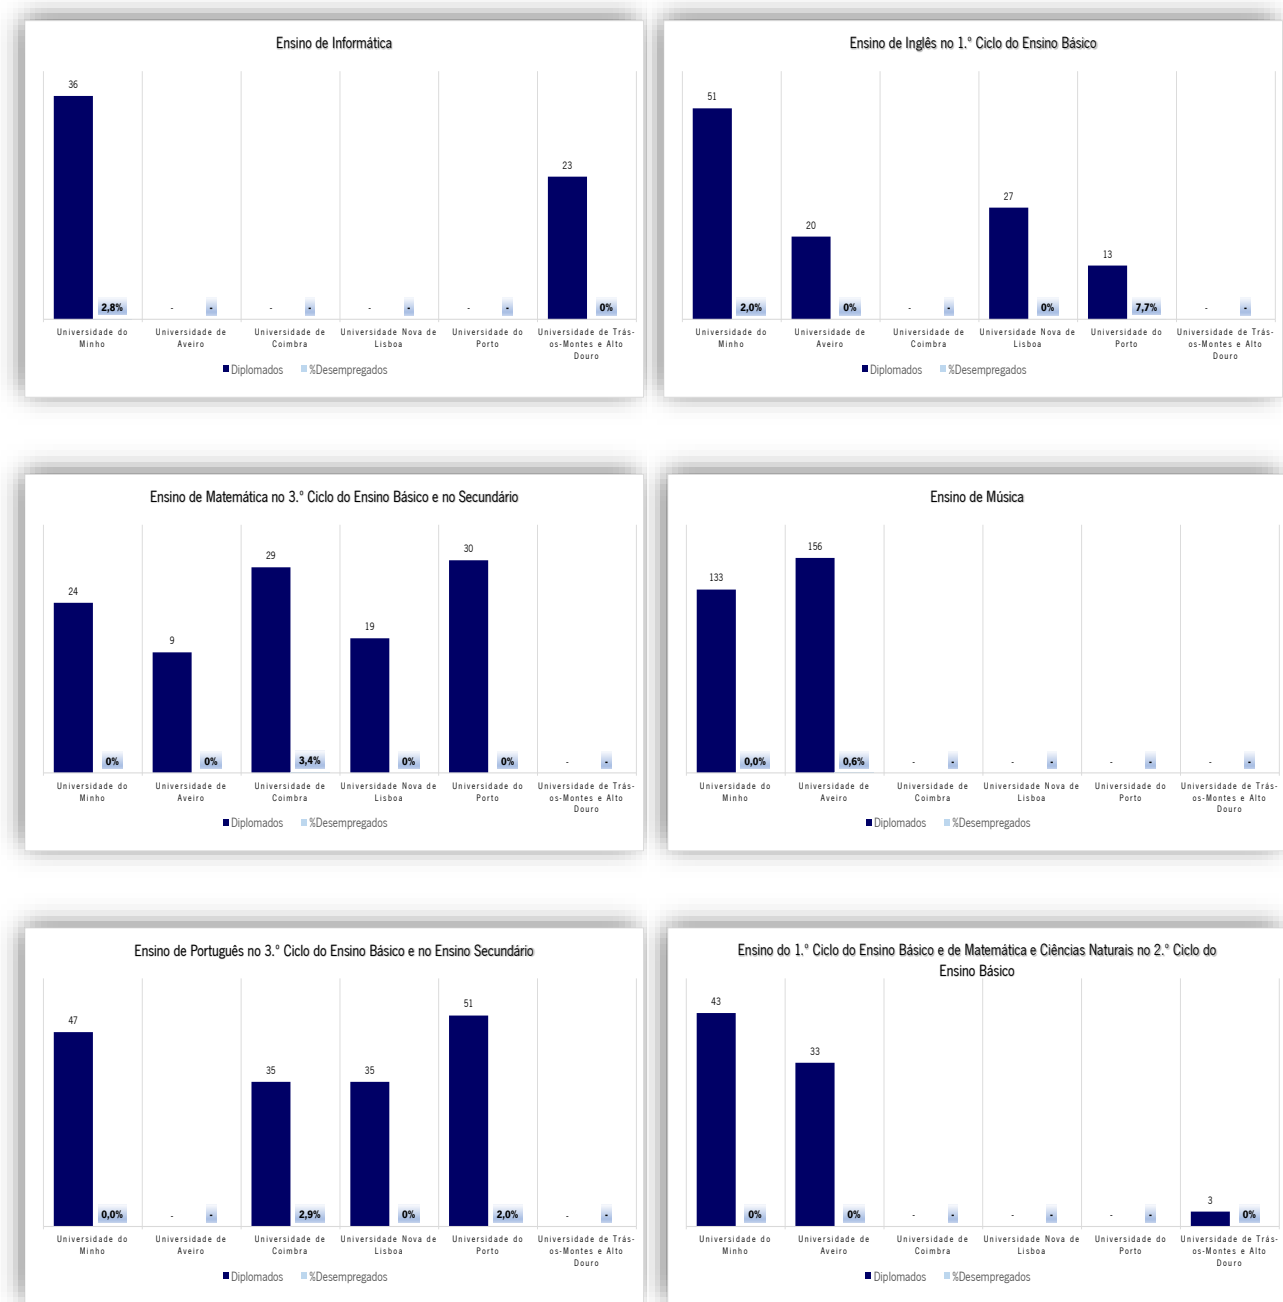 Ensino de Informática
36
23
2,8%
-
-
-
-
-
-
-
-
0%
Universidade do
Minho
Universidade de
Aveiro
Universidade de
Coimbra
Universidade Nova de
Lisboa
Universidade do
Porto
Universidade de Trás-
os-Montes e Alto
Douro
Diplomados
%Desempregados
Ensino de Inglês no 1.º Ciclo do Ensino Básico
51
20
27
13
2,0%
0%
-
-
0%
7,7%
-
-
Universidade do
Minho
Universidade de
Aveiro
Universidade de
Coimbra
Universidade Nova de
Lisboa
Universidade do
Porto
Universidade de Trás-
os-Montes e Alto
Douro
Diplomados
%Desempregados
Ensino de Matemática no 3.º Ciclo do Ensino Básico e no Secundário
24
9
29
19
30
0%
0%
3,4%
0%
0%
-
-
Universidade do
Minho
Universidade de
Aveiro
Universidade de
Coimbra
Universidade Nova de
Lisboa
Universidade do
Porto
Universidade de Trás-
os-Montes e Alto
Douro
Diplomados
%Desempregados
Ensino de Música
133
156
0,0%
0,6%
-
-
-
-
-
-
-
-
Universidade do
Minho
Universidade de
Aveiro
Universidade de
Coimbra
Universidade Nova de
Lisboa
Universidade do
Porto
Universidade de Trás-
os-Montes e Alto
Douro
Diplomados
%Desempregados
Ensino de Português no 3.º Ciclo do Ensino Básico e no Ensino Secundário
47
35
35
51
0,0%
-
-
2,9%
0%
2,0%
-
-
Universidade do
Minho
Universidade de
Aveiro
Universidade de
Coimbra
Universidade Nova de
Lisboa
Universidade do
Porto
Universidade de Trás-
os-Montes e Alto
Douro
Diplomados
%Desempregados
Ensino do 1.º Ciclo do Ensino Básico e de Matemática e Ciências Naturais no 2.º Ciclo do
Ensino Básico
43
33
3
0%
0%
-
-
-
-
-
-
0%
Universidade do
Minho
Universidade de
Aveiro
Universidade de
Coimbra
Universidade Nova de
Lisboa
Universidade do
Porto
Universidade de Trás-
os-Montes e Alto
Douro
Diplomados
%Desempregados